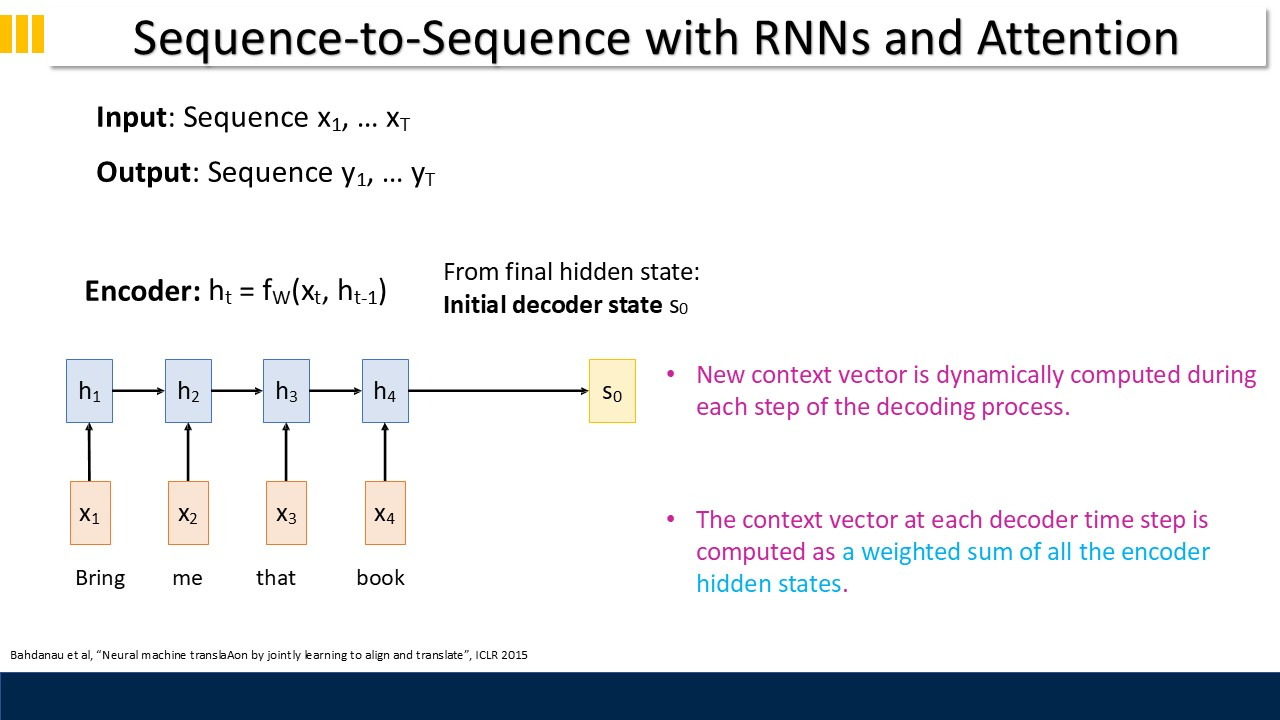 Sequence-to-Sequence with RNNs and Attention
Input: Sequence x₁, … x_T
Output: Sequence y₁, … y_T
Encoder: hₜ = f_W(xₜ, hₜ₋₁)
From final hidden state:
Initial decoder state s₀
h₁ h₂ h₃ h₄ s₀
x₁ x₂ x₃ x₄
Bring me that book
• New context vector is dynamically computed during
each step of the decoding process.
• The context vector at each decoder time step is
computed as a weighted sum of all the encoder
hidden states.
Bahdanau et al, “Neural machine translaAon by jointly learning to align and translate”, ICLR 2015